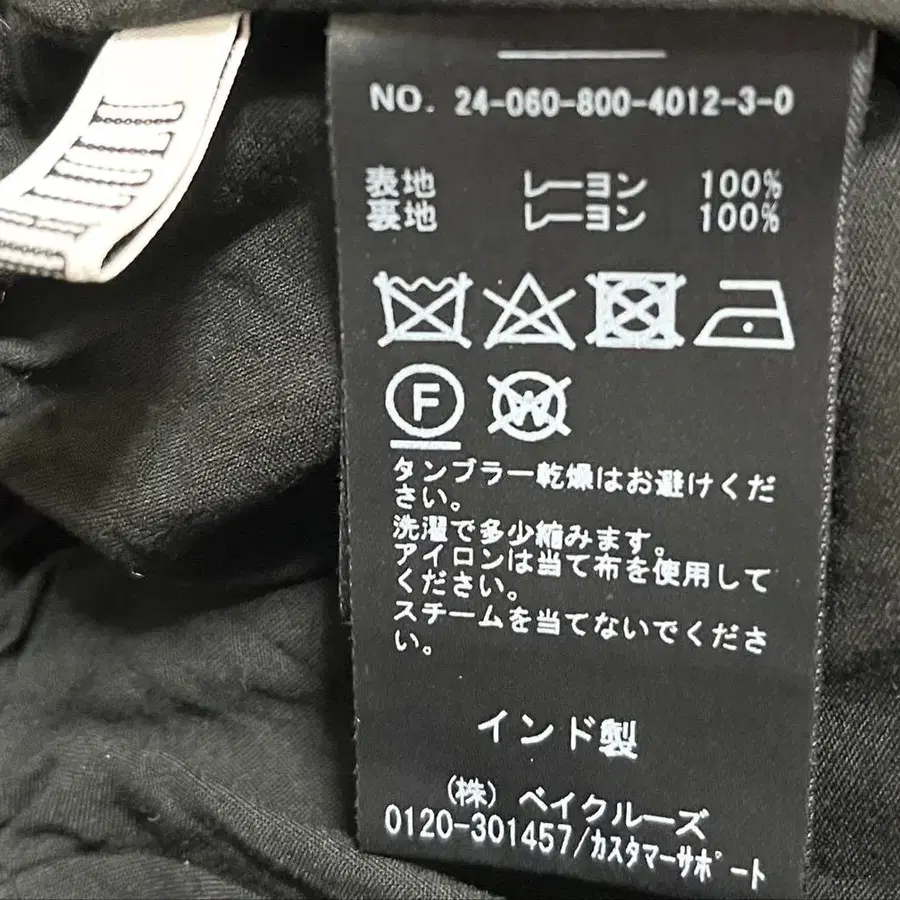 NO. 24-060-800-4012-3-0
表地 レーヨン 100%
裏地 レーヨン 100%
F
W
タンブラー乾燥はお避けくだ
さい。
洗濯で多少縮みます。
アイロンは当て布を使用して
ください。
スチームを当てないでくださ
い。
インド製
(株) ベイクルーズ
0120-301457/カスタマーサポート